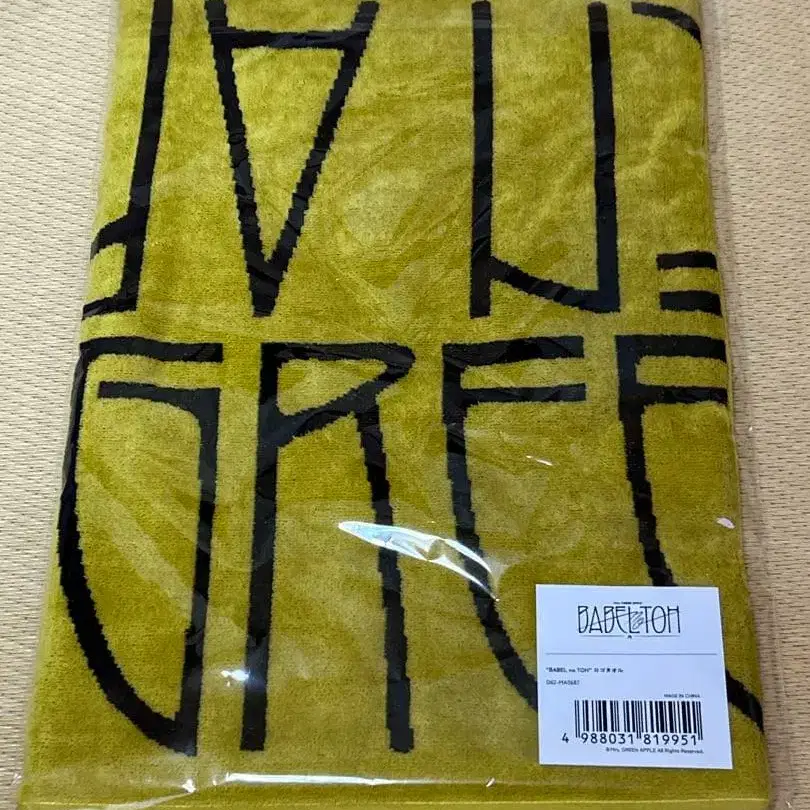 GREE
BABEL no TOH
"BABEL no TOH" ロゴタオル
D62-MA0687
MADE IN CHINA
4 988031 819951
©Mrs. GREEN APPLE All Rights Reserved.